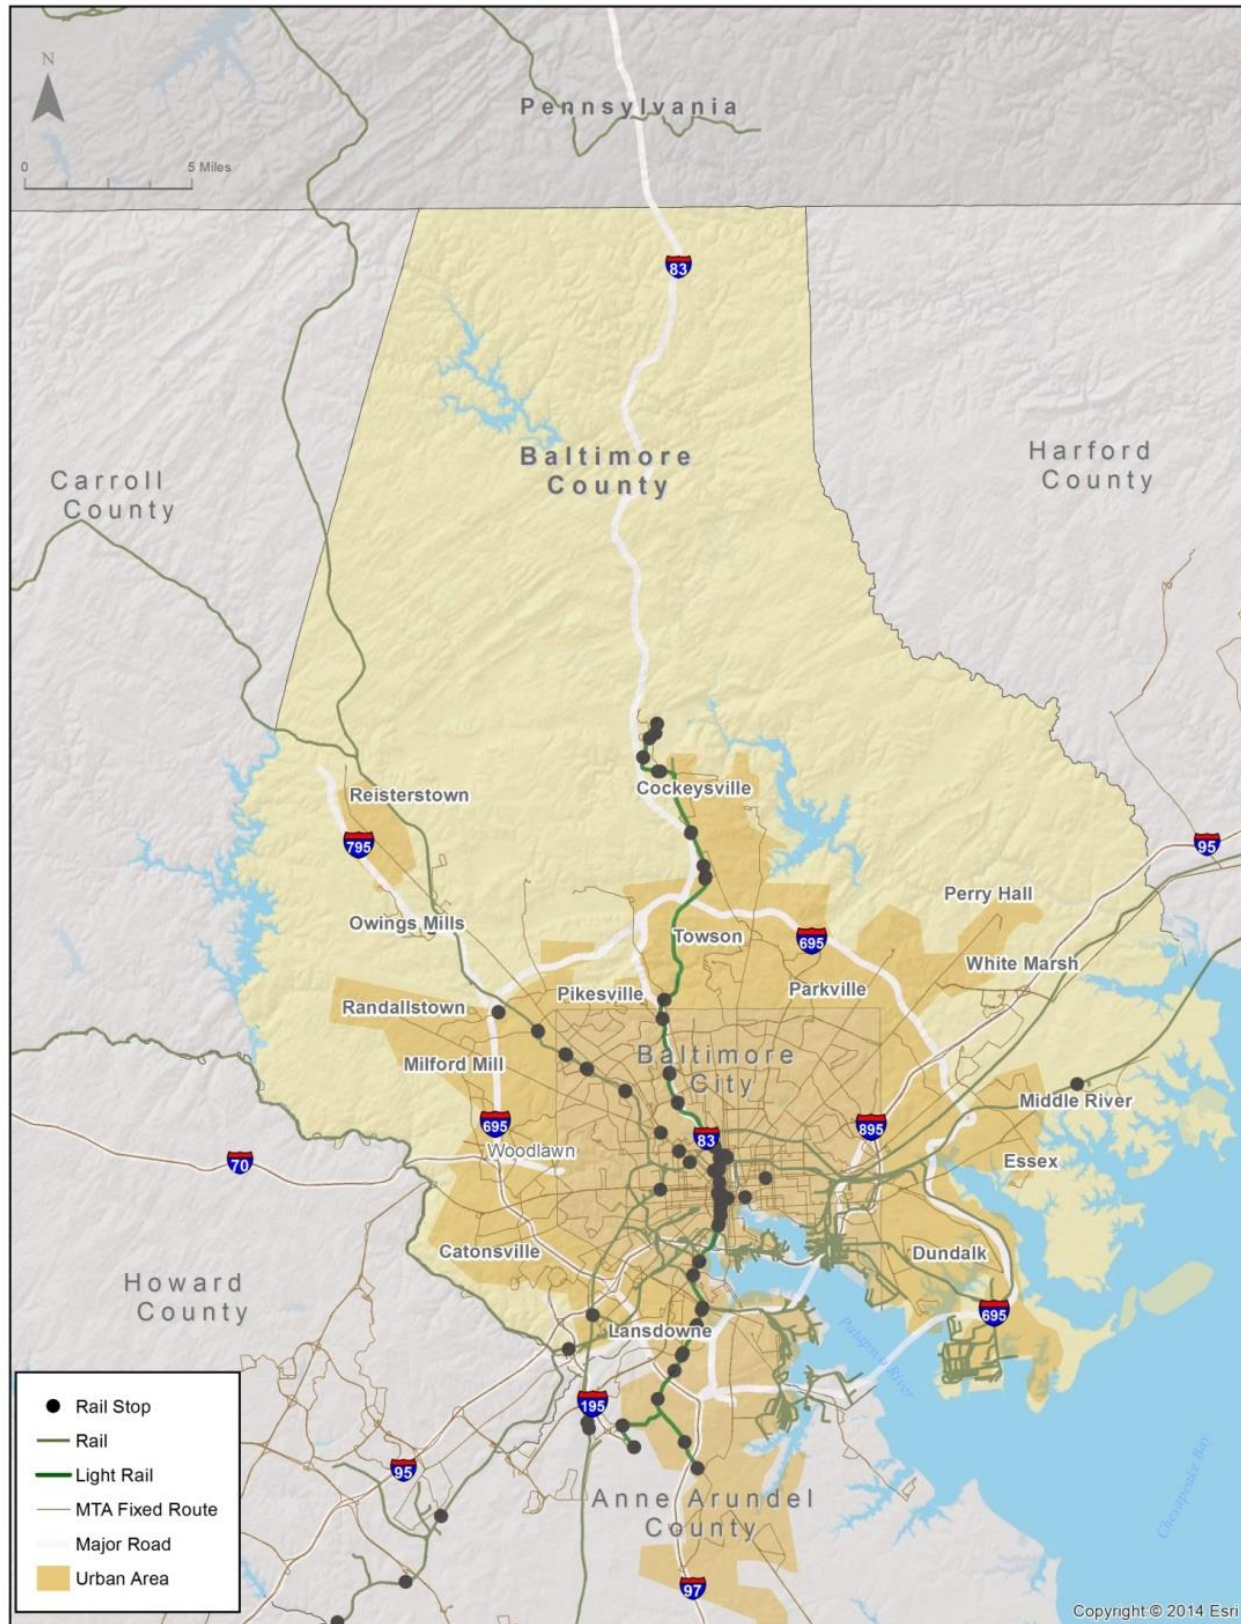 N
0
5 Miles
Pennsylvania
83
Baltimore
County
Harford
County
Carroll
County
Cockeysville
Reisterstown
795
95
Owings Mills
Perry Hall
Towson
695
White Marsh
Pikesville
Parkville
Randallstown
Baltimore
City
Milford Mill
Middle River
695
83
895
Woodlawn
70
Essex
Catonsville
Dundalk
Howard
County
695
Lansdowne
Patapsco River
195
95
Anne Arundel
County
Chesapeake Bay
97
Rail Stop
Rail
Light Rail
MTA Fixed Route
Major Road
Urban Area
Copyright:© 2014 Esri